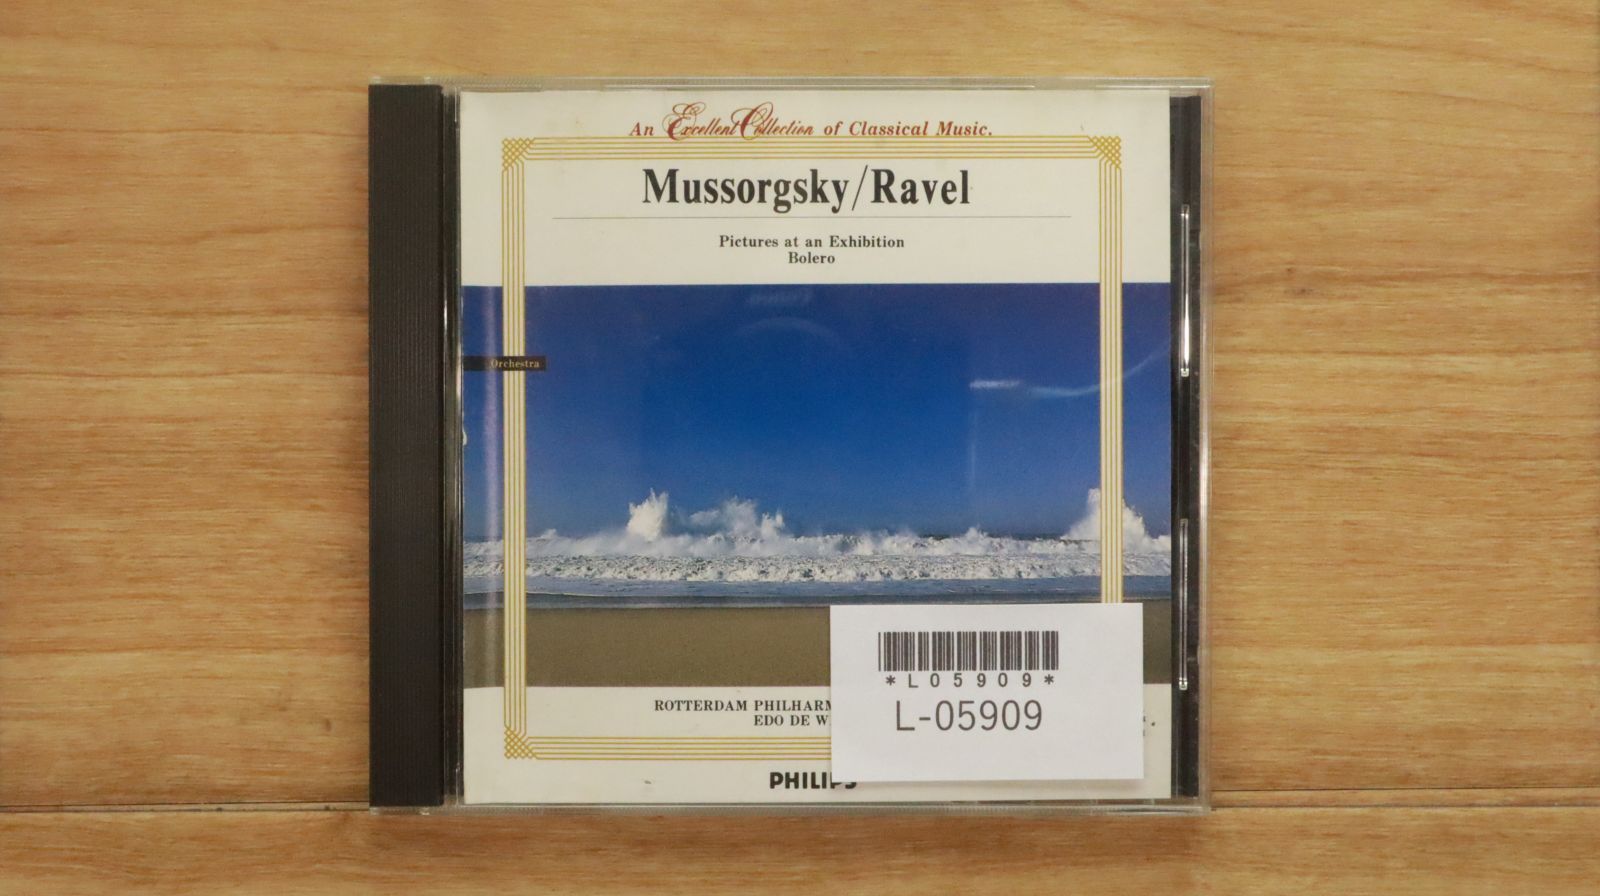 An Excellent Collection of Classical Music.
Mussorgsky/Ravel
Pictures at an Exhibition
Bolero
Orchestra
ROTTERDAM PHILHARM
EDO DE W
*L05909*
L-05909
PHILIPS